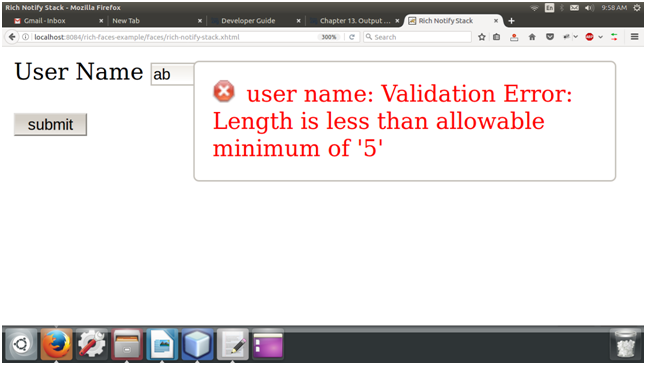 Rich Notify Stack - Mozilla Firefox
En
9:58 AM
Gmail - Inbox
New Tab
Developer Guide
Chapter 13. Output ...
Rich Notify Stack
localhost:8084/rich-faces-example/faces/rich-notify-stack.xhtml
300%
Search
User Name
ab
user name: Validation Error:
Length is less than allowable
minimum of '5'
submit